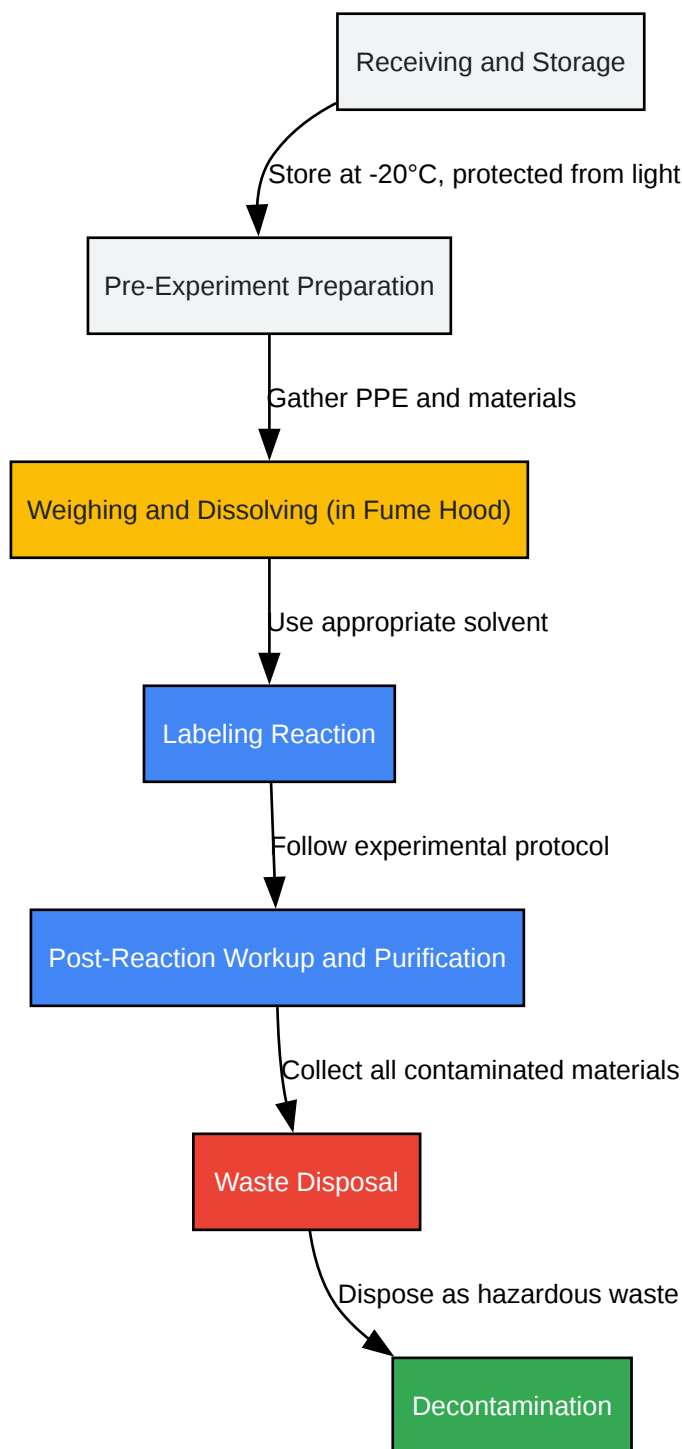 Receiving and Storage
Store at -20°C, protected from light
Pre-Experiment Preparation
Gather PPE and materials
Weighing and Dissolving (in Fume Hood)
Use appropriate solvent
Labeling Reaction
Follow experimental protocol
Post-Reaction Workup and Purification
Collect all contaminated materials
Waste Disposal
Dispose as hazardous waste
Decontamination